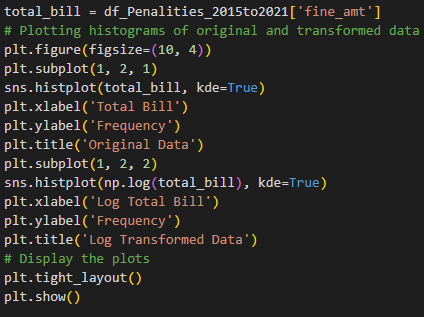 total_bill = df_Penalities_2015to2021['fine_amt']
# Plotting histograms of original and transformed data
plt.figure(figsize=(10, 4))
plt.subplot(1, 2, 1)
sns.histplot(total_bill, kde=True)
plt.xlabel('Total Bill')
plt.ylabel('Frequency')
plt.title('Original Data')
plt.subplot(1, 2, 2)
sns.histplot(np.log(total_bill), kde=True)
plt.xlabel('Log Total Bill')
plt.ylabel('Frequency')
plt.title('Log Transformed Data')
# Display the plots
plt.tight_layout()
plt.show()